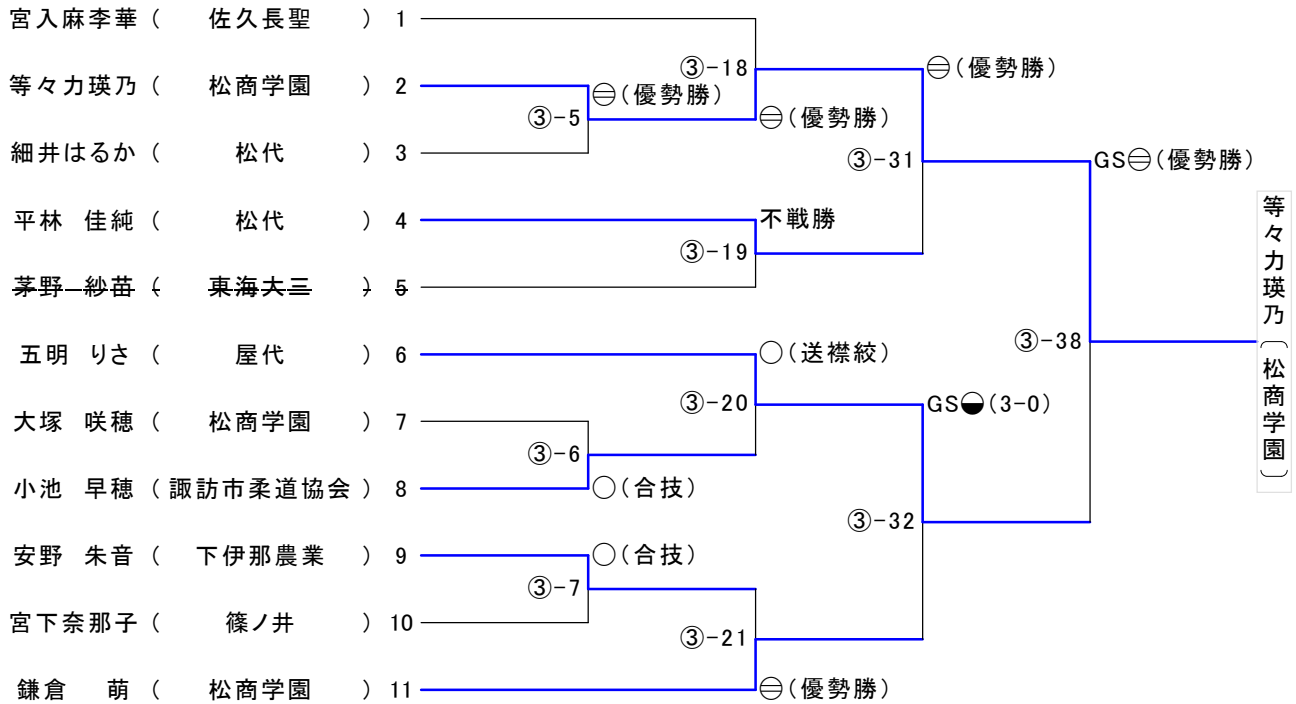 宮入麻李華 ( 佐久長聖 ) 1
③-18
⊜(優勢勝)
等々力瑛乃 ( 松商学園 ) 2
⊜(優勢勝)
③-5
⊜(優勢勝)
細井はるか ( 松代 ) 3
③-31
GS⊜(優勢勝)
平林 佳純 ( 松代 ) 4
不戦勝
③-19
茅野 紗苗 ( 東海大三 ) 5
等々力瑛乃(松商学園)
五明 りさ ( 屋代 ) 6
○(送襟絞)
③-38
③-20
GS◒(3-0)
大塚 咲穂 ( 松商学園 ) 7
③-6
小池 早穂 (諏訪市柔道協会) 8
○(合技)
③-32
安野 朱音 ( 下伊那農業 ) 9
○(合技)
③-7
宮下奈那子 ( 篠ノ井 ) 10
③-21
鎌倉 萌 ( 松商学園 ) 11
⊜(優勢勝)